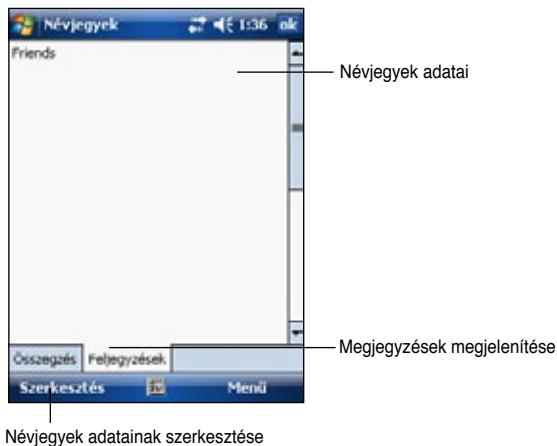 Névjegyek 1:36 ok
Friends
Névjegyek adatai
Összegzés Feljegyzések
Megjegyzések megjelenítése
Szerkesztés Menü
Névjegyek adatainak szerkesztése